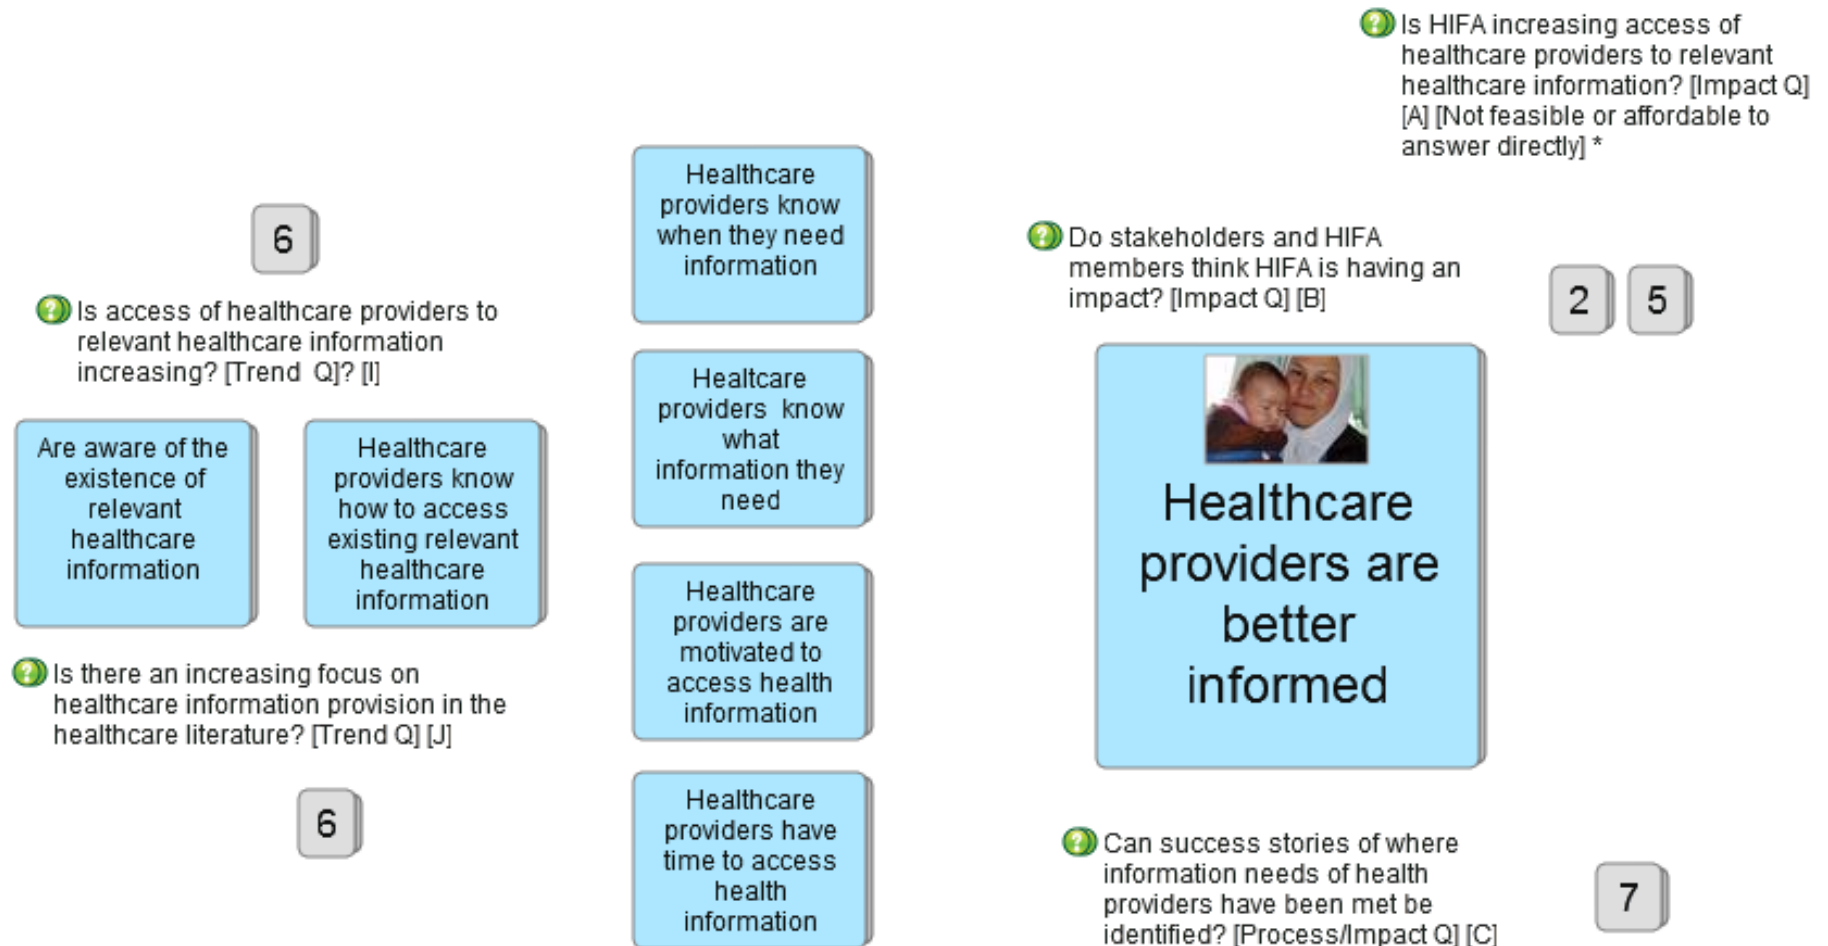 Is HIFA increasing access of
healthcare providers to relevant
healthcare information? [Impact Q]
[A] [Not feasible or affordable to
answer directly] *
6
Is access of healthcare providers to
relevant healthcare information
increasing? [Trend Q]? [I]
Are aware of the
existence of
relevant
healthcare
information
Healthcare
providers know
how to access
existing relevant
healthcare
information
Is there an increasing focus on
healthcare information provision in the
healthcare literature? [Trend Q] [J]
6
Healthcare
providers know
when they need
information
Healtcare
providers know
what
information they
need
Healthcare
providers are
motivated to
access health
information
Healthcare
providers have
time to access
health
information
Do stakeholders and HIFA
members think HIFA is having an
impact? [Impact Q] [B]
2 5
Healthcare
providers are
better
informed
Can success stories of where
information needs of health
providers have been met be
identified? [Process/Impact Q] [C]
7